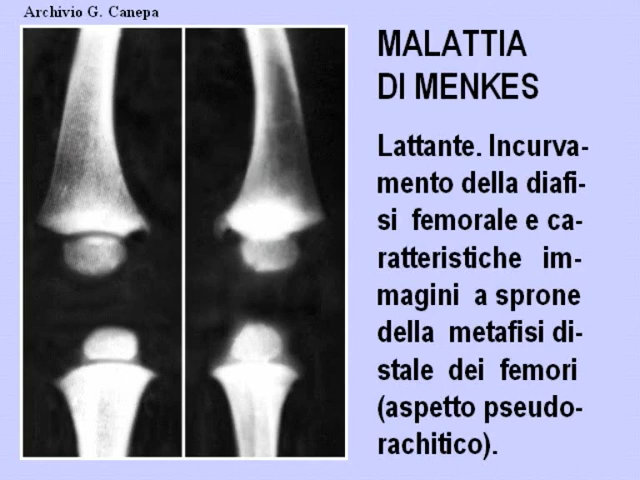 Archivio G. Canepa
MALATTIA
DI MENKES
Lattante. Incurva-
mento della diafi-
si femorale e ca-
ratteristiche im-
magini a sprone
della metafisi di-
stale dei femori
(aspetto pseudo-
rachitico).